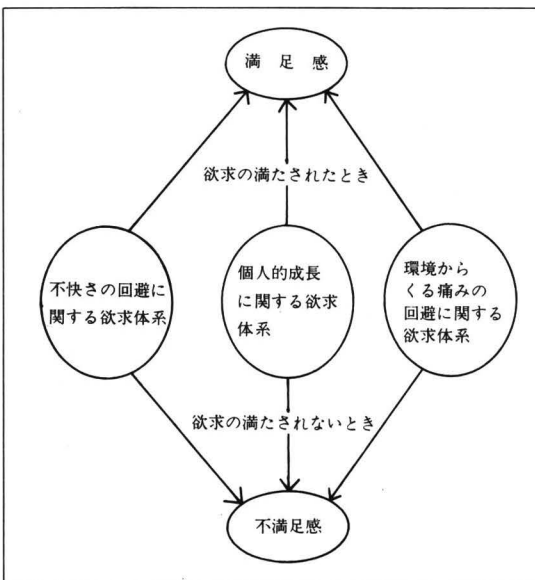 満足感
欲求の満たされたとき
不快さの回避に
関する欲求体系
個人的成長
に関する欲求
体系
環境から
くる痛みの
回避に関する
欲求体系
欲求の満たされないとき
不満足感